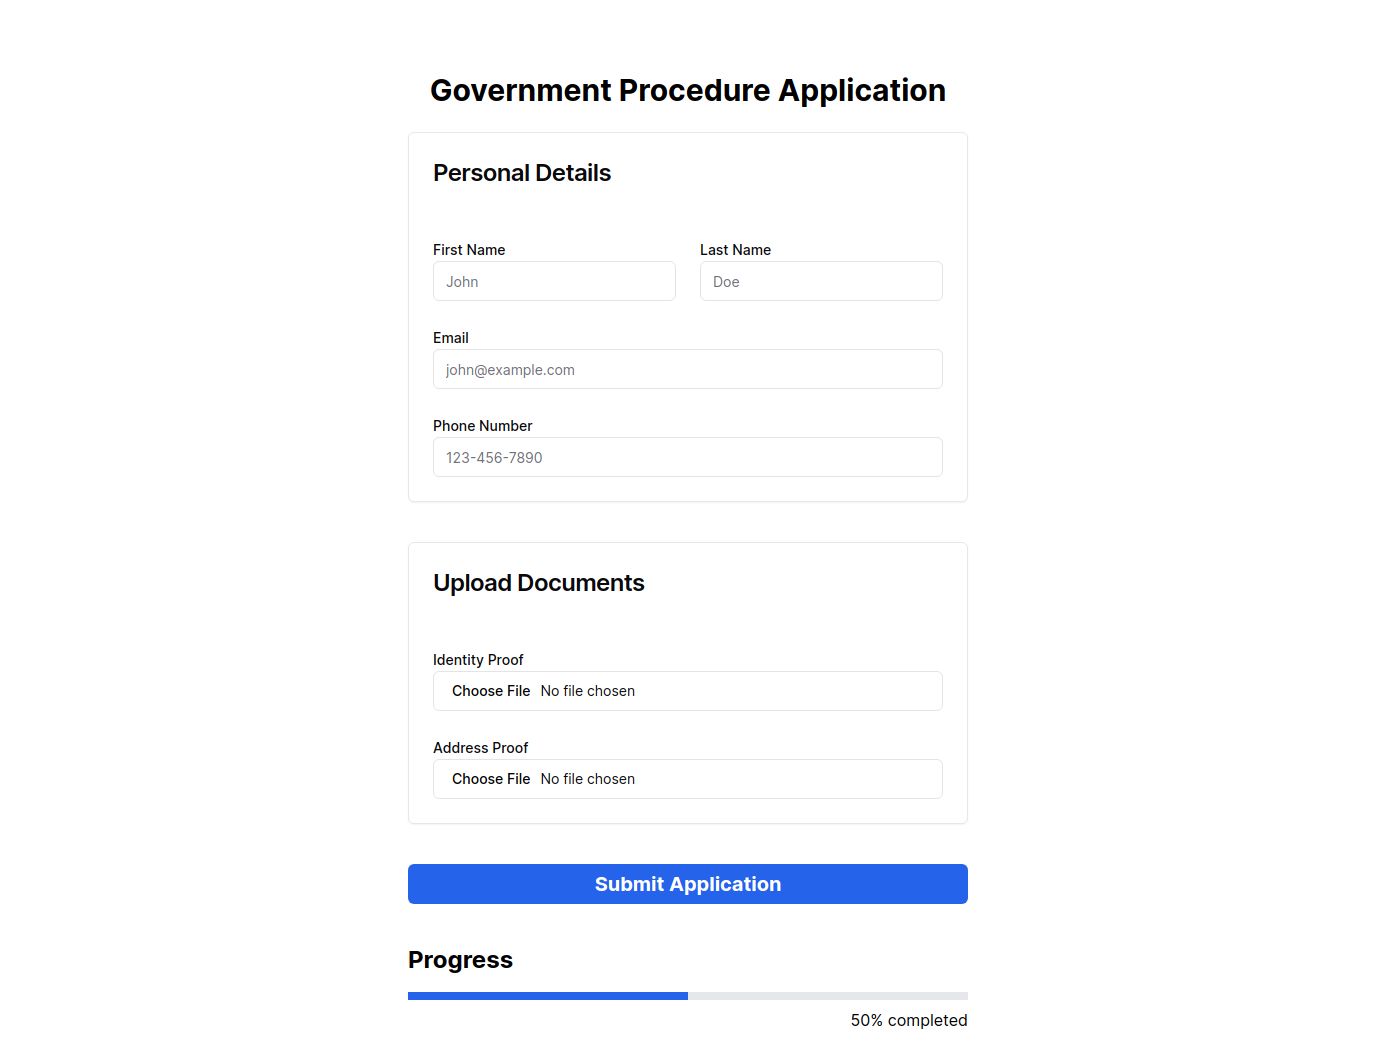 Government Procedure Application
Personal Details
First Name
Last Name
John
Doe
Email
john@example.com
Phone Number
123-456-7890
Upload Documents
Identity Proof
Choose File No file chosen
Address Proof
Choose File No file chosen
Submit Application
Progress
50% completed